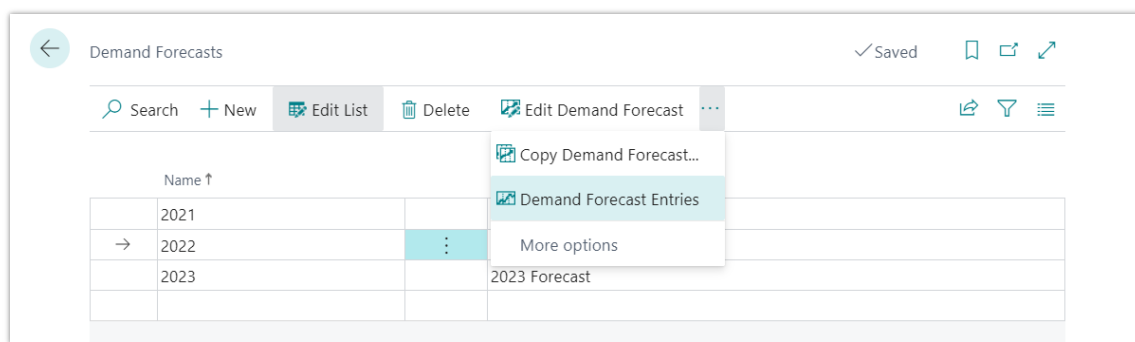 Demand Forecasts
Saved
Search New Edit List Delete Edit Demand Forecast ...
Copy Demand Forecast...
Name ↑
Demand Forecast Entries
2021
2022
More options
2023 2023 Forecast